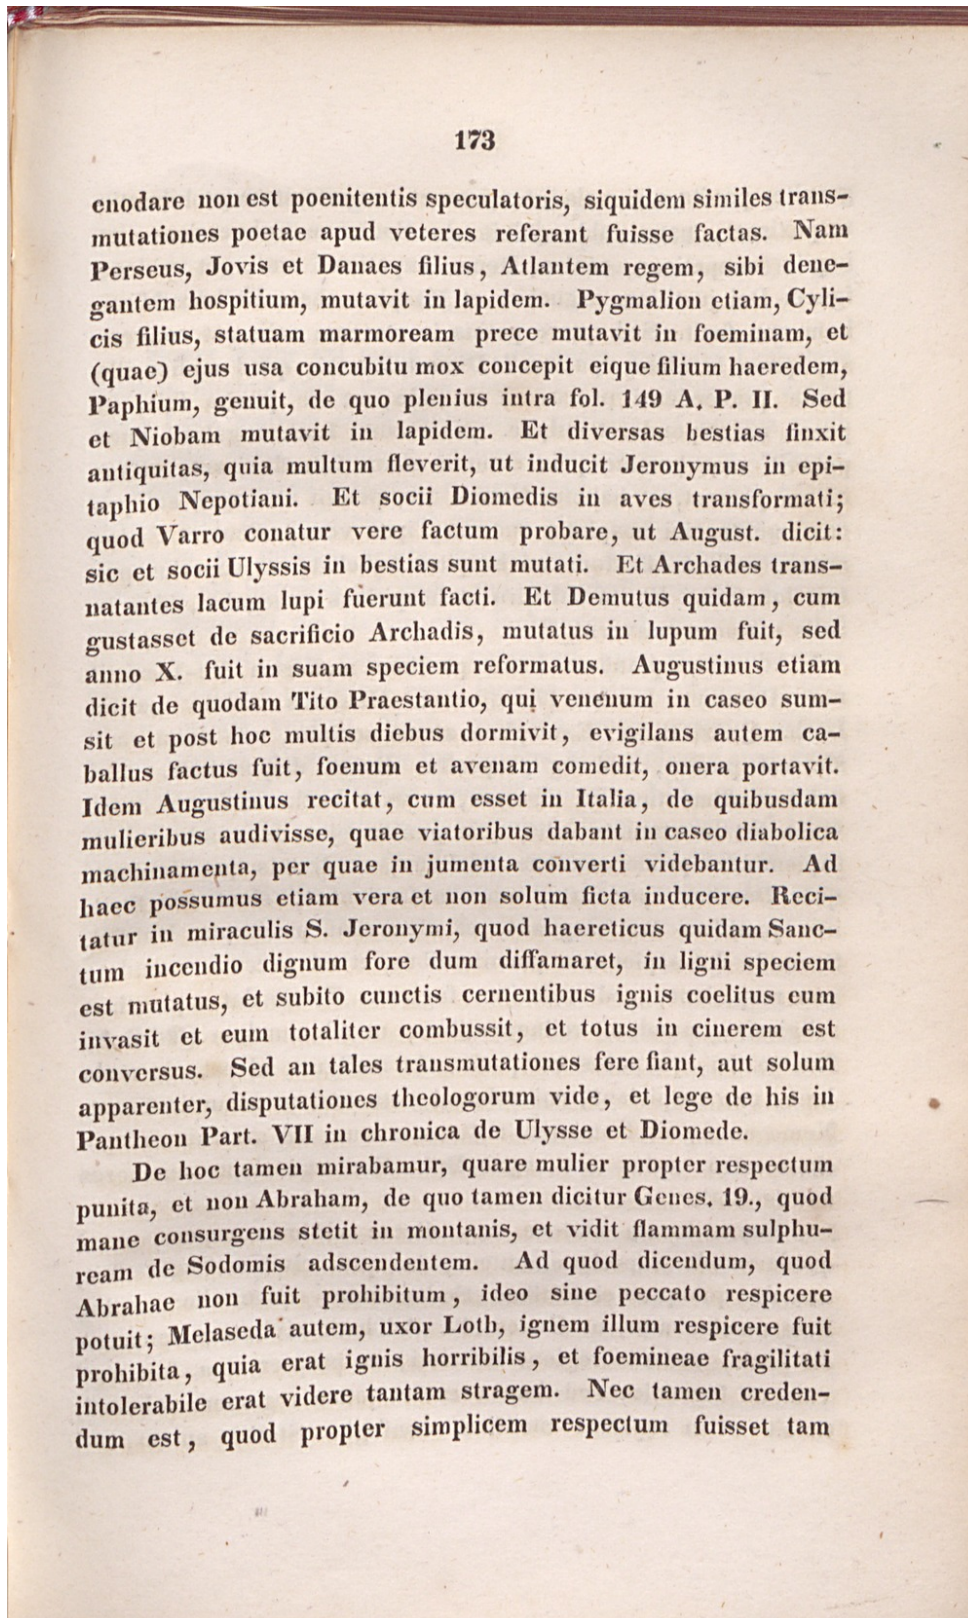 173
enodare non est poenitentis speculatoris, siquidem similes trans-
mutationes poetae apud veteres referant fuisse factas. Nam
Perseus, Jovis et Danaes filius, Atlantem regem, sibi dene-
gantem hospitium, mutavit in lapidem. Pygmalion etiam, Cyli-
cis filius, statuam marmoream prece mutavit in foeminam, et
(quae) ejus usa concubitu mox concepit eique filium haeredem,
Paphium, genuit, de quo plenius intra fol. 149 A. P. II. Sed
et Niobam mutavit in lapidem. Et diversas bestias finxit
antiquitas, quia multum fleverit, ut inducit Jeronymus in epi-
taphio Nepotiani. Et socii Diomedis in aves transformati;
quod Varro conatur vere factum probare, ut August. dicit:
sic et socii Ulyssis in bestias sunt mutati. Et Archades trans-
natantes lacum lupi fuerunt facti. Et Demutus quidam, cum
gustasset de sacrificio Archadis, mutatus in lupum fuit, sed
anno X. fuit in suam speciem reformatus. Augustinus etiam
dicit de quodam Tito Praestantio, qui venenum in caseo sum-
sit et post hoc multis diebus dormivit, evigilans autem ca-
ballus factus fuit, foenum et avenam comedit, onera portavit.
Idem Augustinus recitat, cum esset in Italia, de quibusdam
mulieribus audivisse, quae viatoribus dabant in caseo diabolica
machinamenta, per quae in jumenta converti videbantur. Ad
haec possumus etiam vera et non solum ficta inducere. Reci-
tatur in miraculis S. Jeronymi, quod haereticus quidam Sanc-
tum incendio dignum fore dum diffamaret, in ligni speciem
est mutatus, et subito cunctis cernentibus ignis coelitus eum
invasit et eum totaliter combussit, et totus in cinerem est
conversus. Sed an tales transmutationes fere fiant, aut solum
apparenter, disputationes theologorum vide, et lege de his in
Pantheon Part. VII in chronica de Ulysse et Diomede.
De hoc tamen mirabamur, quare mulier propter respectum
punita, et non Abraham, de quo tamen dicitur Genes. 19., quod
mane consurgens stetit in montanis, et vidit flammam sulphu-
ream de Sodomis adscendentem. Ad quod dicendum, quod
Abrahae non fuit prohibitum, ideo sine peccato respicere
potuit; Melaseda autem, uxor Loth, ignem illum respicere fuit
prohibita, quia erat ignis horribilis, et foemineae fragilitati
intolerabile erat videre tantam stragem. Nec tamen creden-
dum est, quod propter simplicem respectum fuisset tam